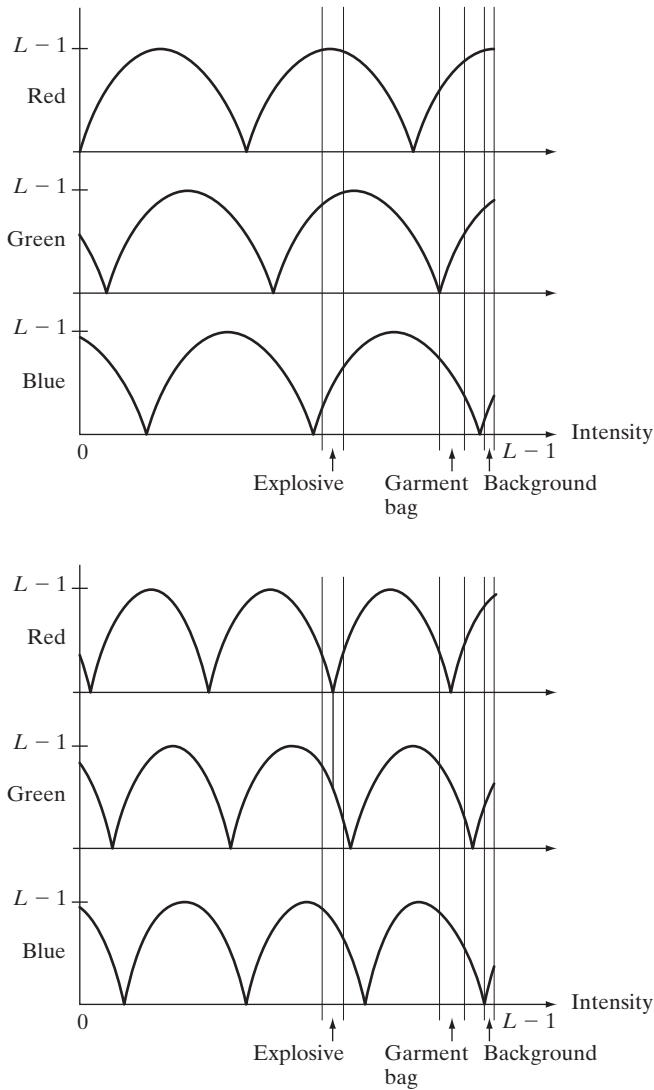 L − 1
Red
L − 1
Green
L − 1
Blue
Intensity
0
L − 1
Explosive
Garment
bag
Background
L − 1
Red
L − 1
Green
L − 1
Blue
Intensity
0
L − 1
Explosive
Garment
bag
Background